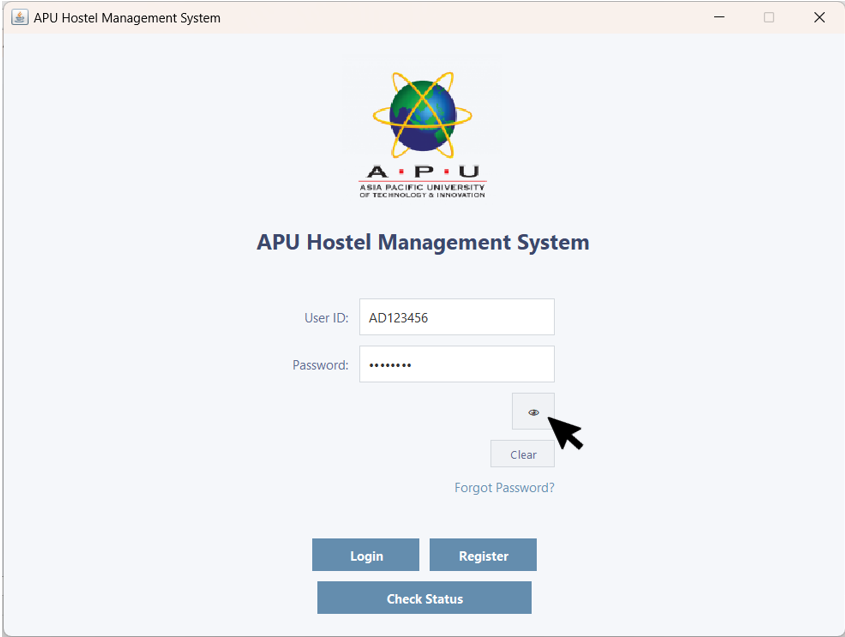 APU Hostel Management System
A·P·U
ASIA PACIFIC UNIVERSITY
OF TECHNOLOGY & INNOVATION
APU Hostel Management System
User ID: AD123456
Password: ••••••••
Clear
Forgot Password?
Login Register
Check Status